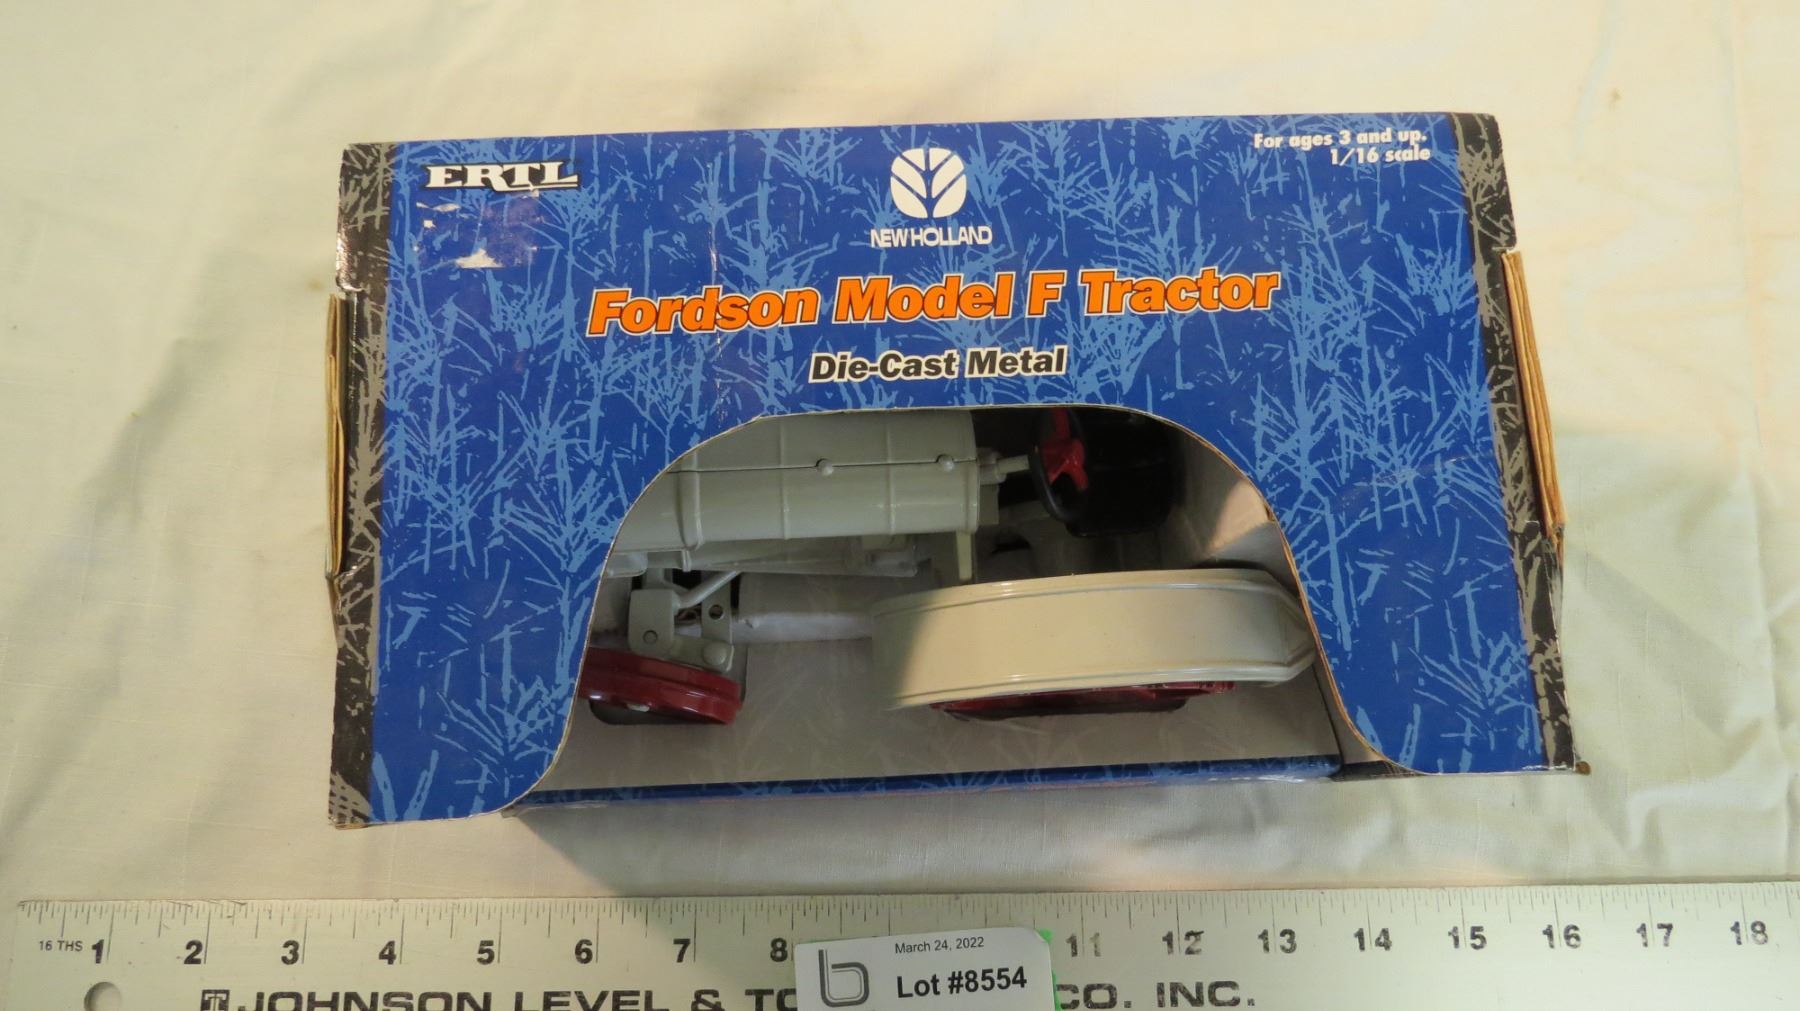 ERTL
NEW HOLLAND
For ages 3 and up.
1/16 scale
Fordson Model F Tractor
Die-Cast Metal
16 THS 1 2 3 4 5 6 7 8 11 12 13 14 15 16 17 18
March 24, 2022
Lot #8554
JOHNSON LEVEL & CO. INC.